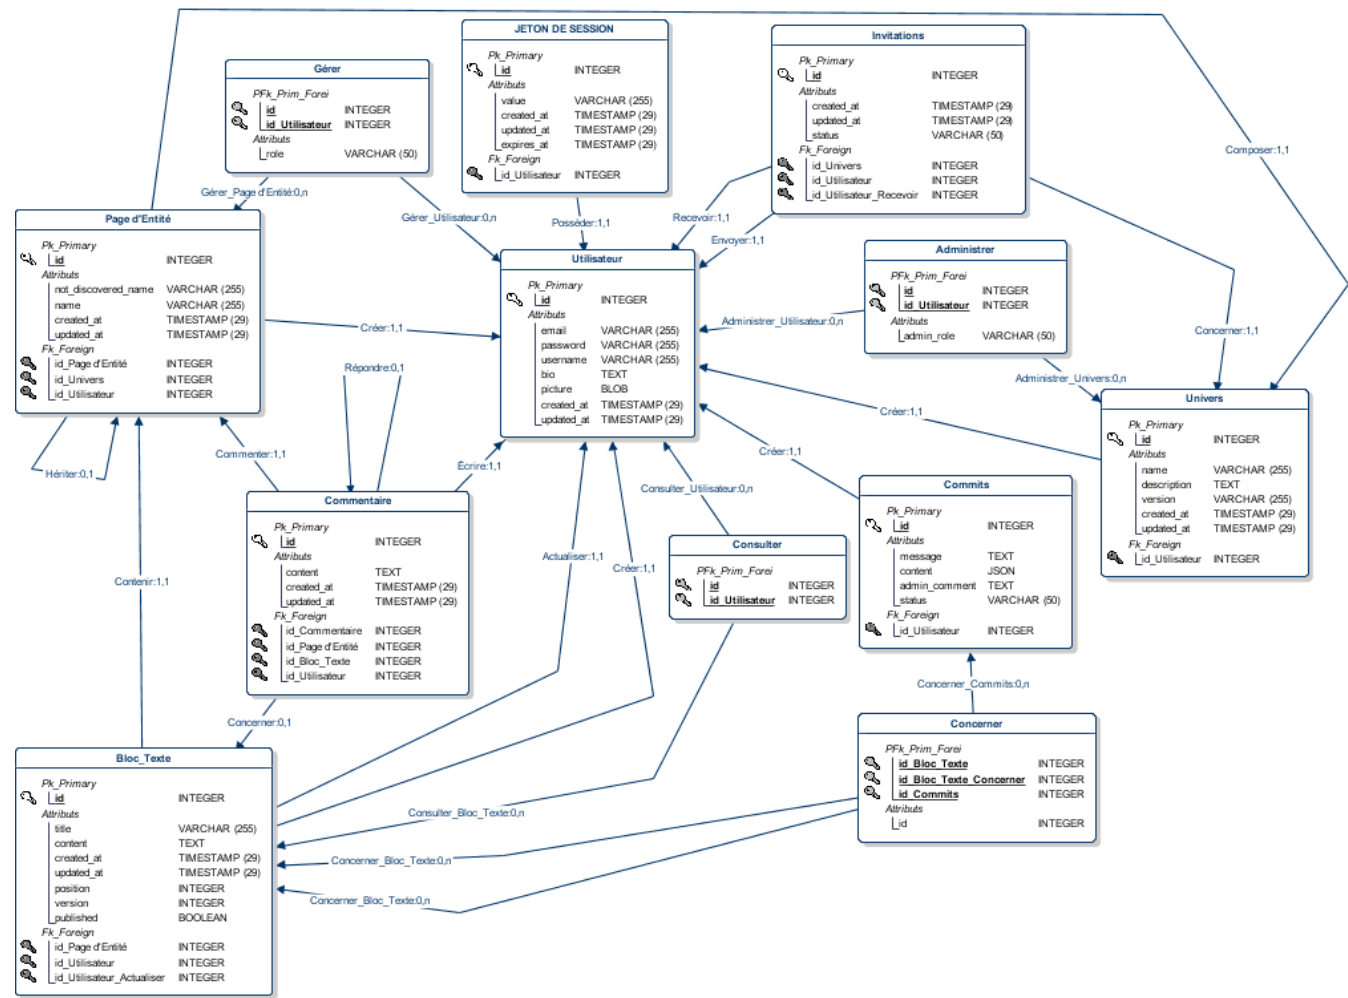 JETON DE SESSION
Pk_Primary
id INTEGER
Attributs
value VARCHAR (255)
created_at TIMESTAMP (29)
updated_at TIMESTAMP (29)
expires_at TIMESTAMP (29)
Fk_Foreign
id_Utilisateur INTEGER
Invitations
Pk_Primary
id INTEGER
Attributs
created_at TIMESTAMP (29)
updated_at TIMESTAMP (29)
status VARCHAR (50)
Fk_Foreign
id_Univers INTEGER
id_Utilisateur INTEGER
id_Utilisateur_Recevoir INTEGER
Gérer
PFk_Prim_Forei
id INTEGER
id_Utilisateur INTEGER
Attributs
role VARCHAR (50)
Composer:1,1
Gérer_Page d'Entité:0,n
Gérer_Utilisateur:0,n
Posséder:1,1
Recevoir:1,1
Envoyer:1,1
Page d'Entité
Pk_Primary
id INTEGER
Attributs
not_discovered_name VARCHAR (255)
name VARCHAR (255)
created_at TIMESTAMP (29)
updated_at TIMESTAMP (29)
Fk_Foreign
id_Page d'Entité INTEGER
id_Univers INTEGER
id_Utilisateur INTEGER
Utilisateur
Pk_Primary
id INTEGER
Attributs
email VARCHAR (255)
password VARCHAR (255)
username VARCHAR (255)
bio TEXT
picture BLOB
created_at TIMESTAMP (29)
updated_at TIMESTAMP (29)
Administrer
PFk_Prim_Forei
id INTEGER
id_Utilisateur INTEGER
Attributs
admin_role VARCHAR (50)
Créer:1,1
Administrer_Utilisateur:0,n
Concerner:1,1
Répondre:0,1
Administrer_Univers:0,n
Créer:1,1
Univers
Pk_Primary
id INTEGER
Attributs
name VARCHAR (255)
description TEXT
version VARCHAR (255)
created_at TIMESTAMP (29)
updated_at TIMESTAMP (29)
Fk_Foreign
id_Utilisateur INTEGER
Hériter:0,1
Commenter:1,1
Écrire:1,1
Créer:1,1
Consulter_Utilisateur:0,n
Commentaire
Pk_Primary
id INTEGER
Attributs
content TEXT
created_at TIMESTAMP (29)
updated_at TIMESTAMP (29)
Fk_Foreign
id_Commentaire INTEGER
id_Page d'Entité INTEGER
id_Bloc_Texte INTEGER
id_Utilisateur INTEGER
Commits
Pk_Primary
id INTEGER
Attributs
message TEXT
content JSON
admin_comment TEXT
status VARCHAR (50)
Fk_Foreign
id_Utilisateur INTEGER
Consulter
PFk_Prim_Forei
id INTEGER
id_Utilisateur INTEGER
Contenir:1,1
Actualiser:1,1
Créer:1,1
Concerner_Commits:0,n
Concerner:0,1
Concerner
PFk_Prim_Forei
id_Bloc_Texte INTEGER
id_Bloc_Texte_Concerner INTEGER
id_Commits INTEGER
Attributs
id INTEGER
Bloc_Texte
Pk_Primary
id INTEGER
Attributs
title VARCHAR (255)
content TEXT
created_at TIMESTAMP (29)
updated_at TIMESTAMP (29)
position INTEGER
version INTEGER
published BOOLEAN
Fk_Foreign
id_Page d'Entité INTEGER
id_Utilisateur INTEGER
id_Utilisateur_Actualiser INTEGER
Consulter_Bloc_Texte:0,n
Concerner_Bloc_Texte:0,n
Concerner_Bloc_Texte:0,n